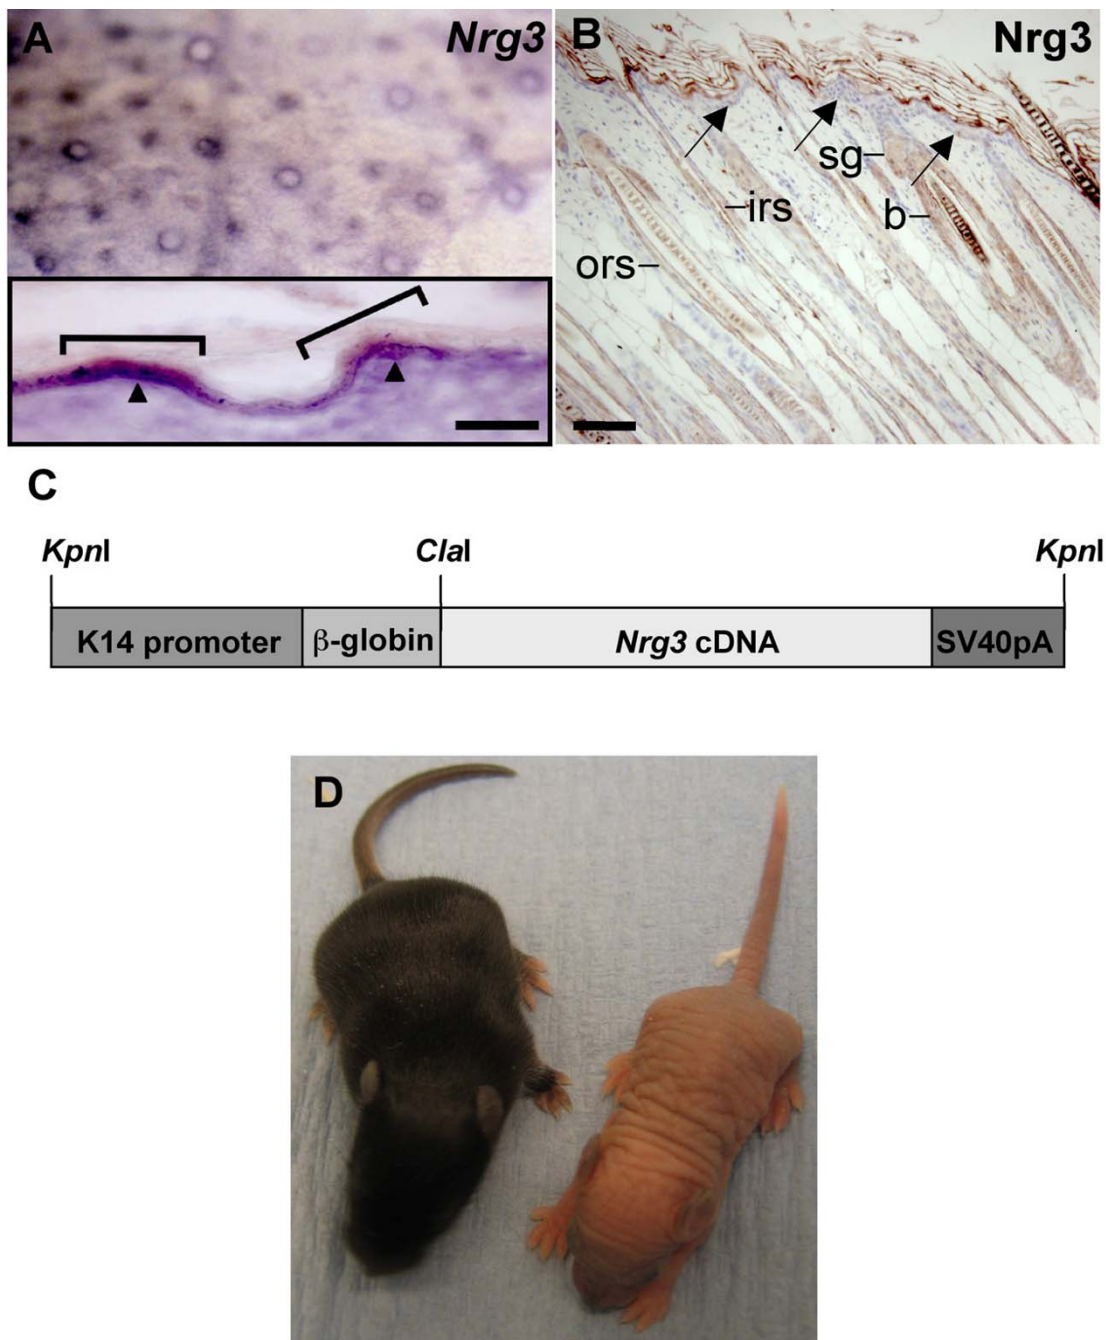 A
Nrg3
B
Nrg3
sg
irs
b
ors
C
KpnI
ClaI
KpnI
K14 promoter
β-globin
Nrg3 cDNA
SV40pA
D